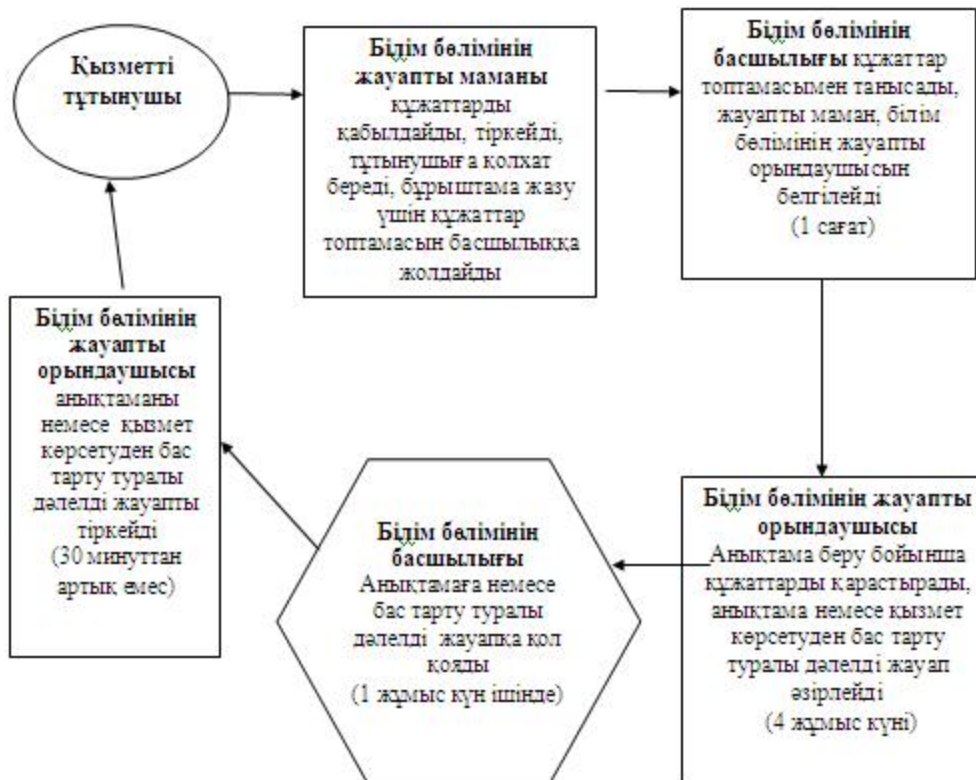 Қызметті
тұтынушы
Білім бөлімінің
жауапты маманы
құжаттарды
қабылдайды, тіркейді,
тұтынушыға қолхат
береді, бұрыштама жазу
үшін құжаттар
топтамасын басшылыққа
жолдайды
Білім бөлімінің
басшылығы құжаттар
топтамасымен танысады,
жауапты маман, білім
бөлімінің жауапты
орындаушысын
белгілейді
(1 сағат)
Білім бөлімінің жауапты
орындаушысы
Анықтама беру бойынша
құжаттарды қарастырады,
анықтама немесе қызмет
көрсетуден бас тарту
туралы дәлелді жауап
әзірлейді
(4 жұмыс күні)
Білім бөлімінің
басшылығы
Анықтамаға немесе
бас тарту туралы
дәлелді жауапқа қол
қояды
(1 жұмыс күн ішінде)
Білім бөлімінің
жауапты
орындаушысы
анықтаманы
немесе қызмет
көрсетуден бас
тарту туралы
дәлелді жауапты
тіркейді
(30 минуттан
артық емес)